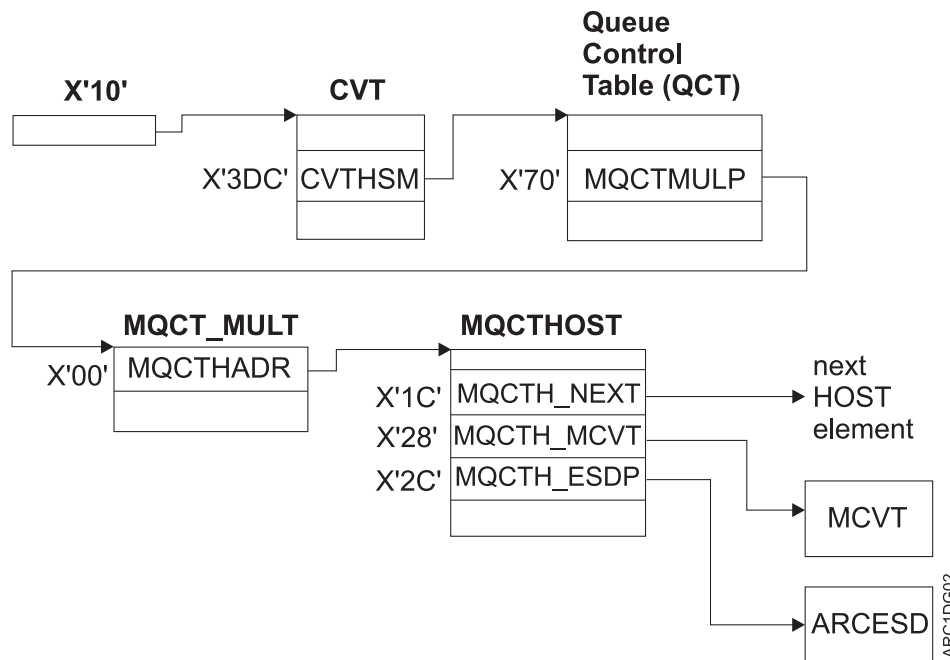 Queue
Control
Table (QCT)
X'10'
CVT
X'3DC'
CVTHSM
X'70'
MQCTMULP
MQCT_MULT
MQCTHOST
X'00'
MQCTHADR
X'1C'
MQCTH_NEXT
next
HOST
element
X'28'
MQCTH_MCVT
X'2C'
MQCTH_ESDP
MCVT
ARCESD
ARC1DG02